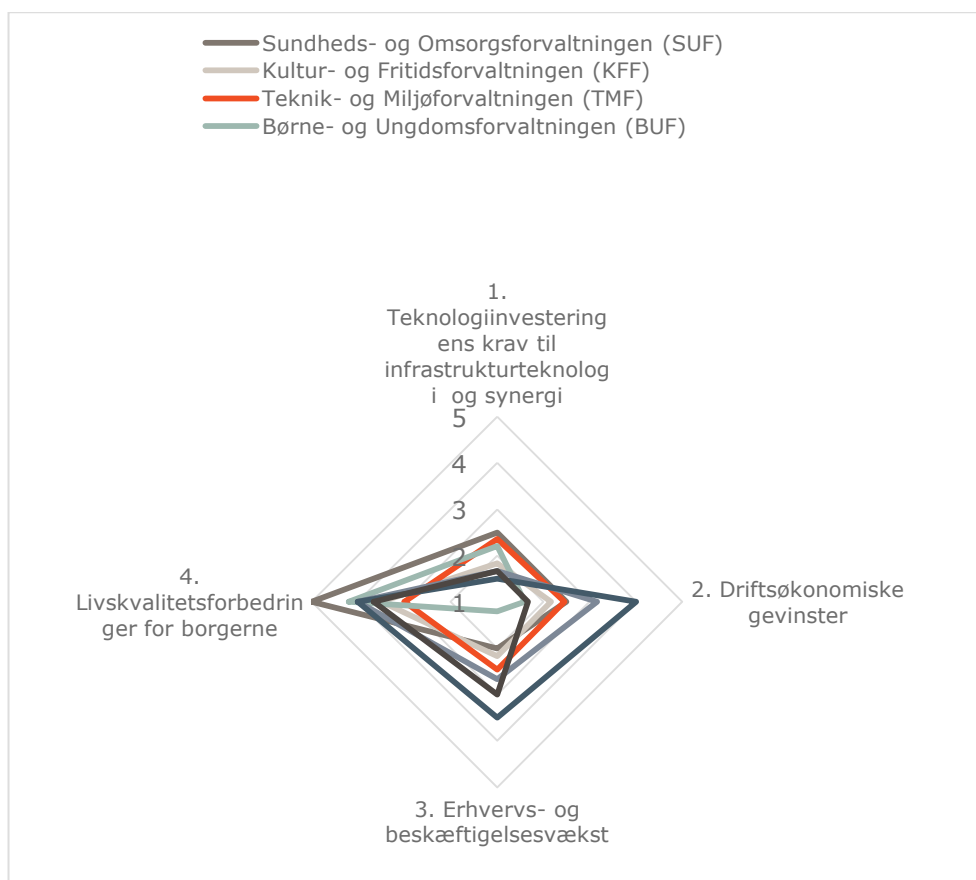 Sundheds- og Omsorgsforvaltningen (SUF)
Kultur- og Fritidsforvaltningen (KFF)
Teknik- og Miljøforvaltningen (TMF)
Børne- og Ungdomsforvaltningen (BUF)
1.
Teknologiinvestering
ens krav til
infrastrukturteknolog
i  og synergi
5
4
3
2
1
2. Driftsøkonomiske
gevinster
4.
Livskvalitetsforbedrin
ger for borgerne
3. Erhvervs- og
beskæftigelsesvækst